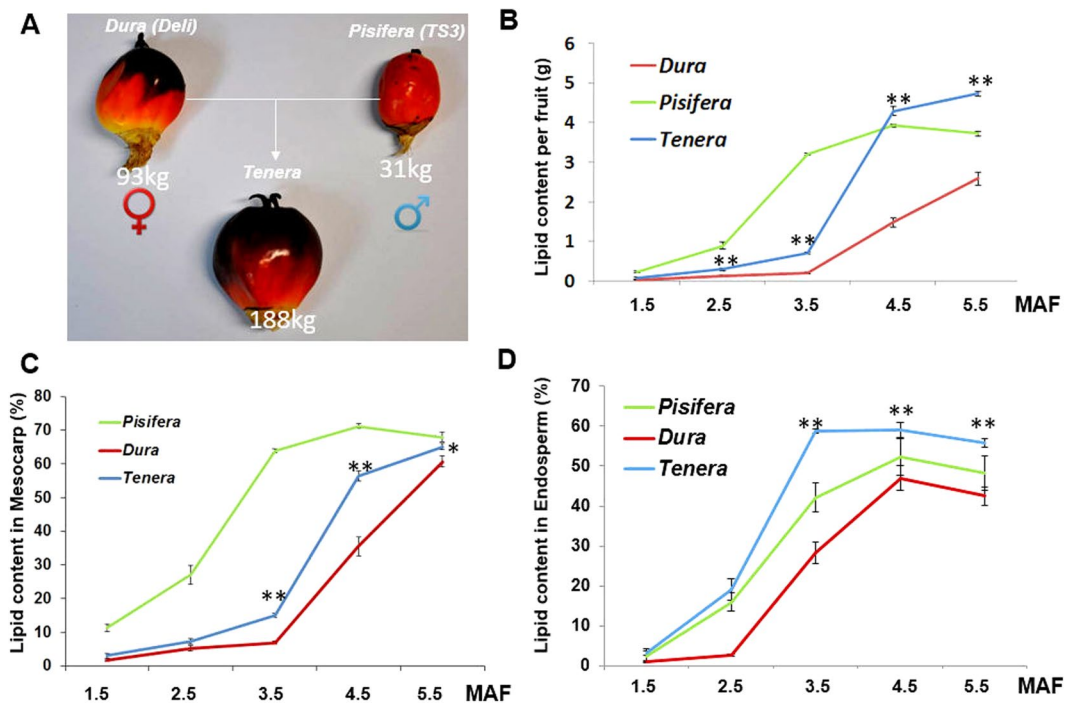 A
Dura (Deli)
Pisifera (TS3)
93kg
Tenera
31kg
188kg
B
Lipid content per fruit (g)
6
5
4
3
2
1
0
Dura
Pisifera
Tenera
**
**
**
**
1.5 2.5 3.5 4.5 5.5 MAF
C
Lipid content in Mesocarp (%)
80
70
60
50
40
30
20
10
0
Pisifera
Dura
Tenera
**
**
*
1.5 2.5 3.5 4.5 5.5 MAF
D
Lipid content in Endosperm (%)
70
60
50
40
30
20
10
0
Pisifera
Dura
Tenera
**
**
**
1.5 2.5 3.5 4.5 5.5 MAF